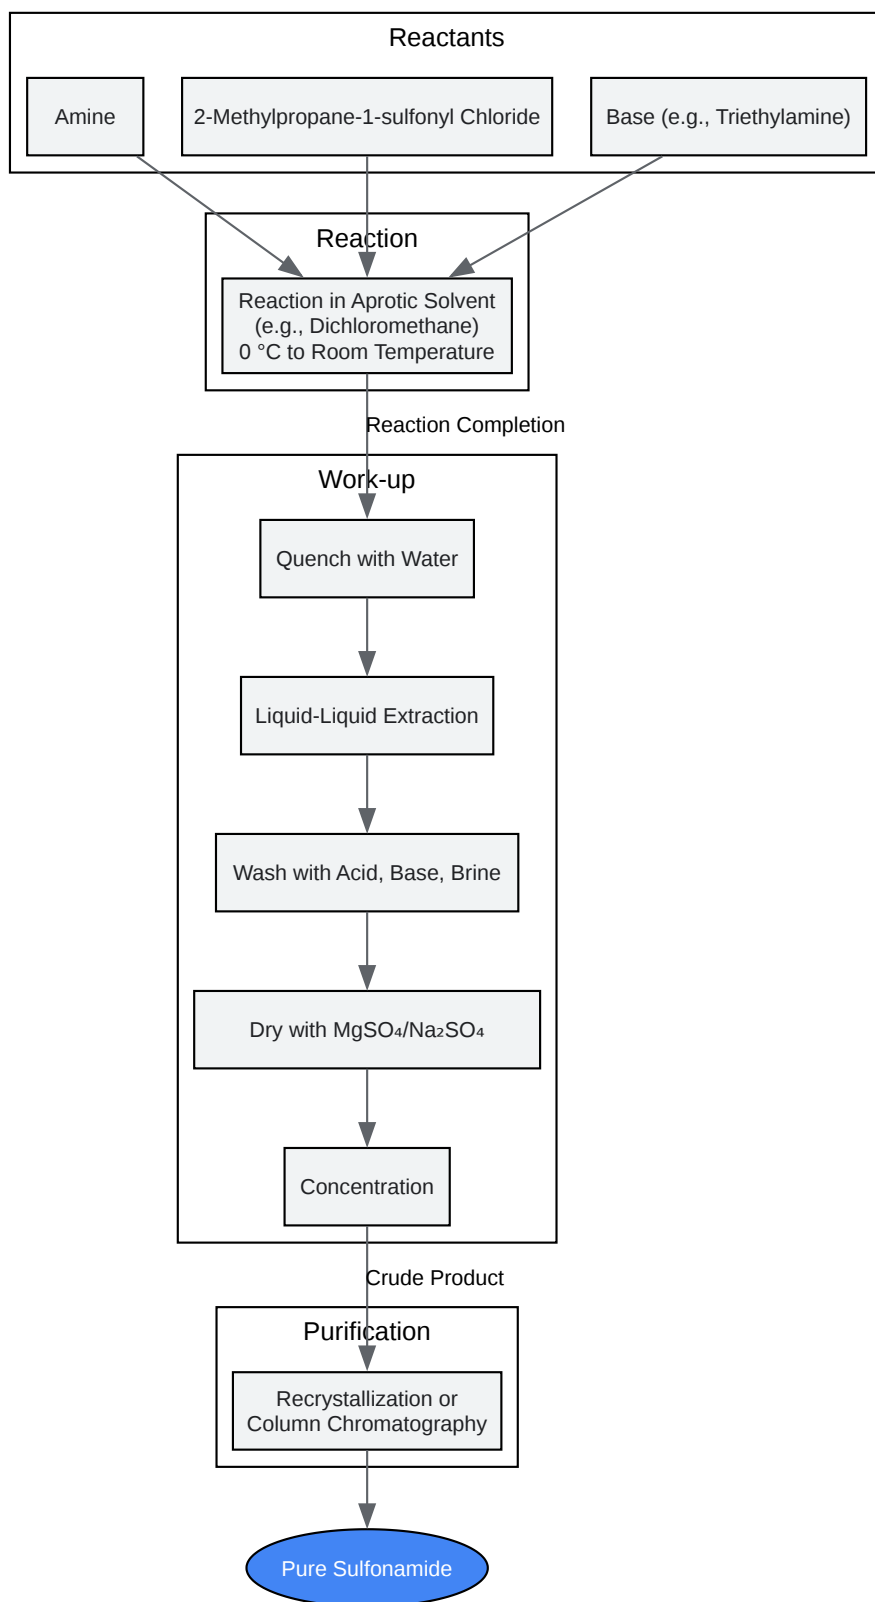 Reactants
Amine
2-Methylpropane-1-sulfonyl Chloride
Base (e.g., Triethylamine)
Reaction
Reaction in Aprotic Solvent
(e.g., Dichloromethane)
0 °C to Room Temperature
Reaction Completion
Work-up
Quench with Water
Liquid-Liquid Extraction
Wash with Acid, Base, Brine
Dry with MgSO₄/Na₂SO₄
Concentration
Crude Product
Purification
Recrystallization or
Column Chromatography
Pure Sulfonamide